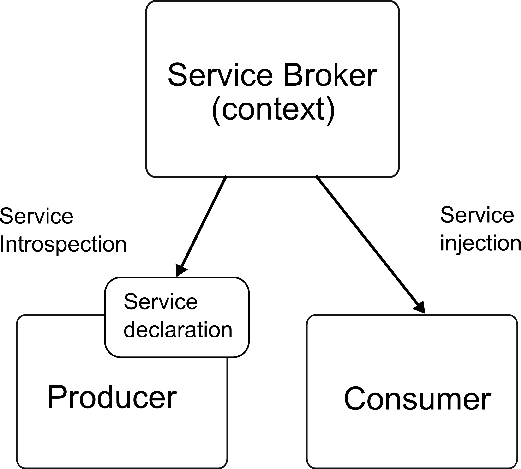 Service Broker
(context)
Service
Introspection
Service
injection
Service
declaration
Producer
Consumer